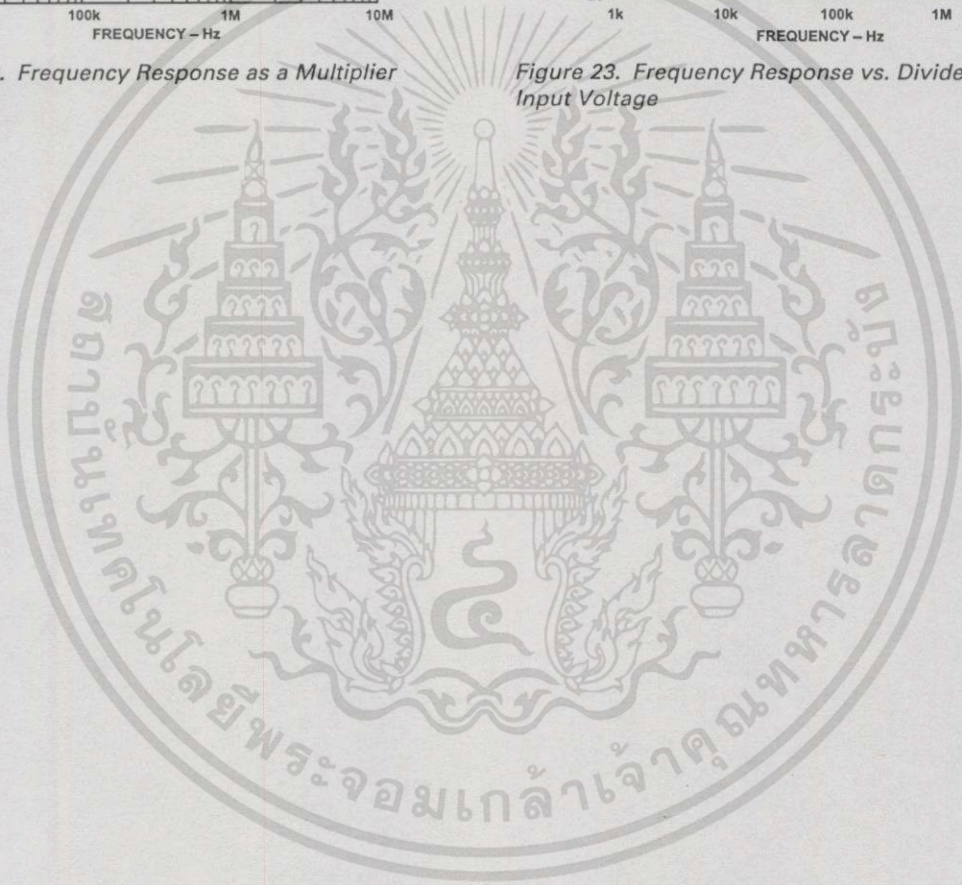 100k 1M 10M
FREQUENCY – Hz
. Frequency Response as a Multiplier
1k 10k 100k 1M
FREQUENCY – Hz
Figure 23. Frequency Response vs. Divide
Input Voltage
สถาบันเทคโนโลยีพระจอมเกล้าเจ้าคุณทหารลาดกระบัง
๔